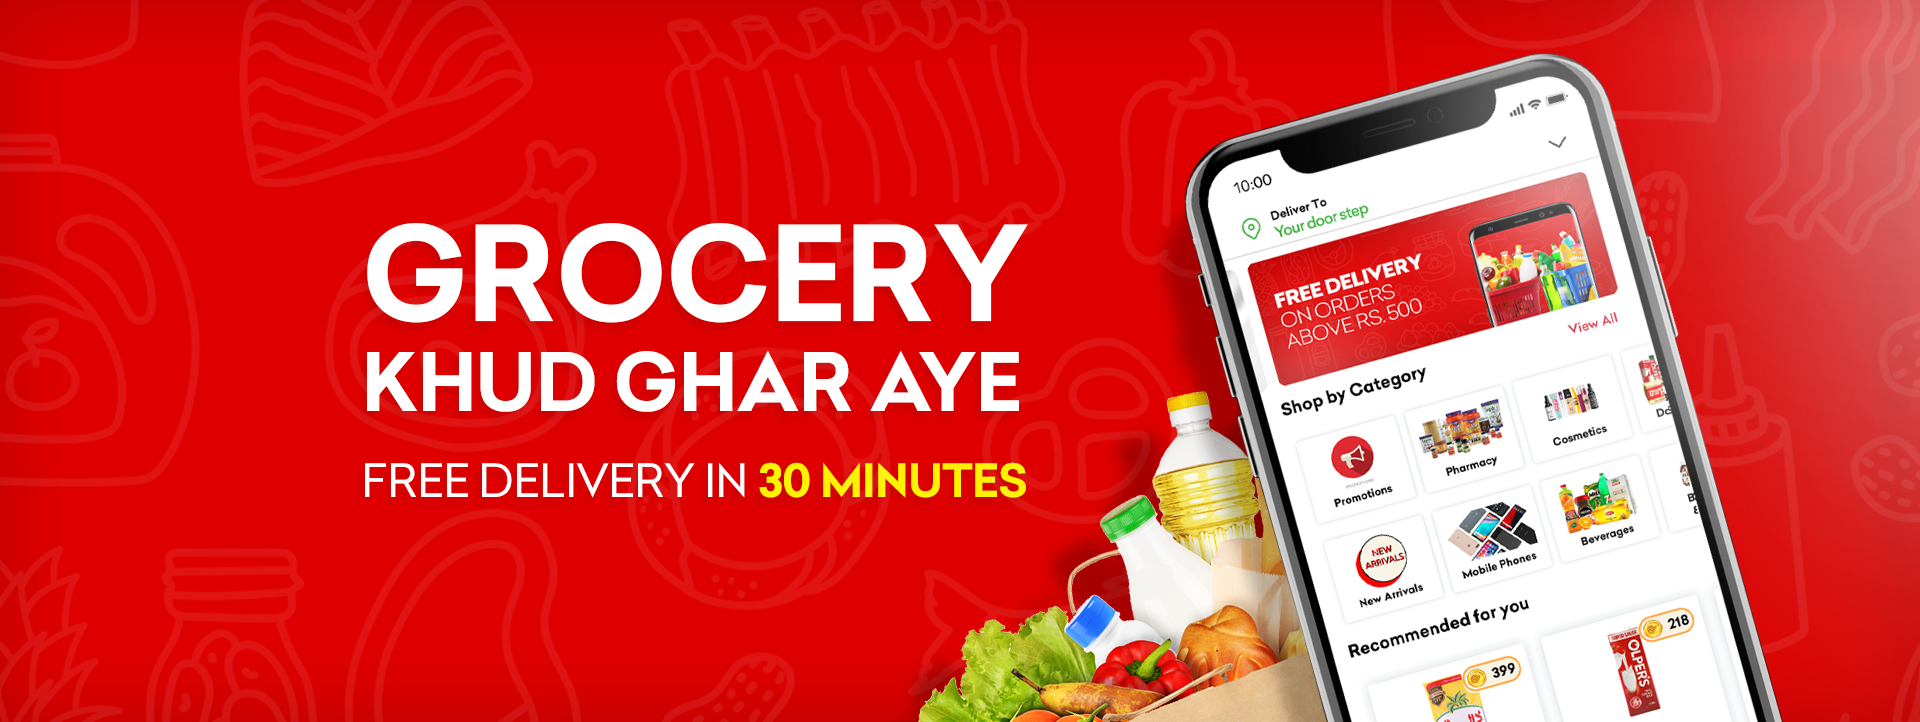 GROCERY
KHUD GHAR AYE
FREE DELIVERY IN 30 MINUTES
10:00
Deliver To
Your door step
FREE DELIVERY
ON ORDERS
ABOVE RS. 500
View All
Shop by Category
Promotions
Pharmacy
Cosmetics
NEW
ARRIVALS
New Arrivals
Mobile Phones
Beverages
Recommended for you
399
218
OLPER'S